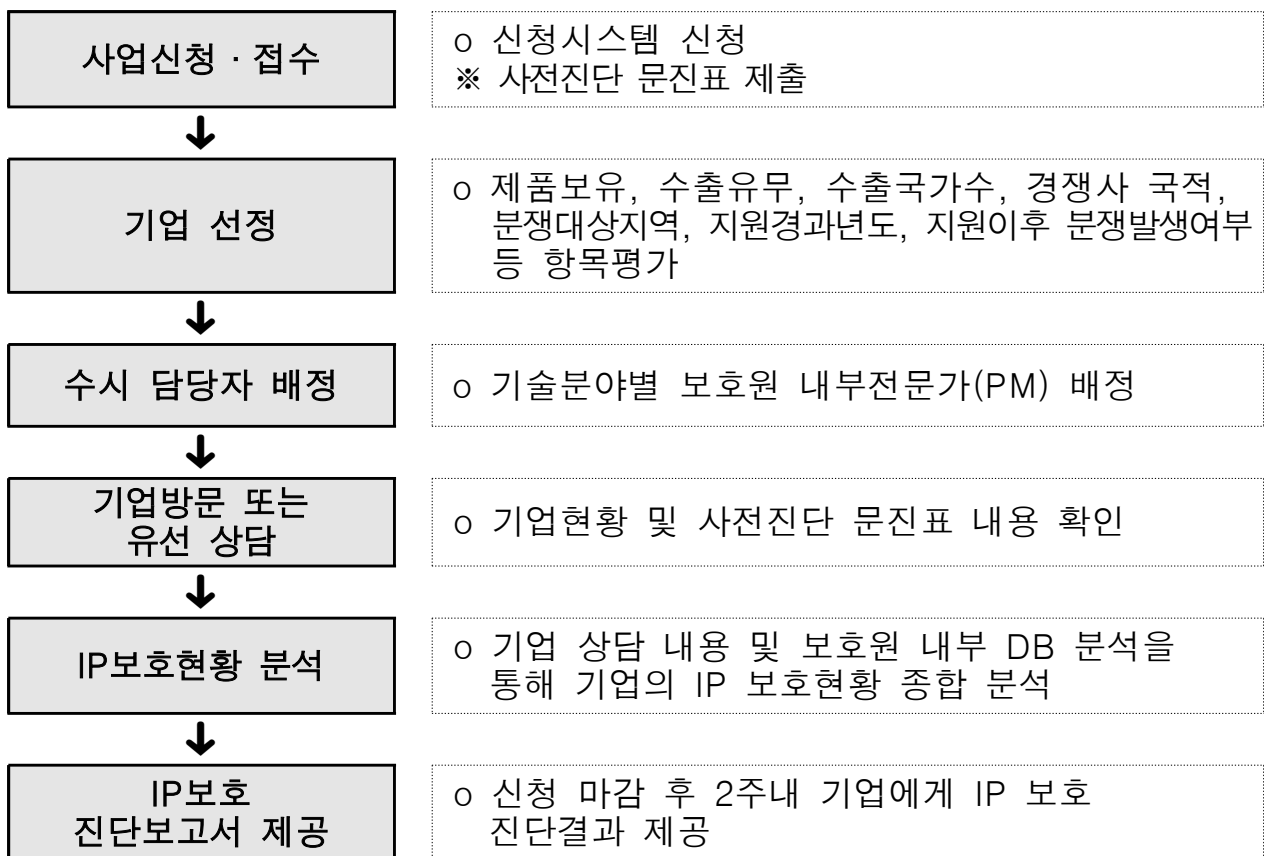 사업신청 · 접수
o 신청시스템 신청
※ 사전진단 문진표 제출
기업 선정
o 제품보유, 수출유무, 수출국가수, 경쟁사 국적,
분쟁대상지역, 지원경과년도, 지원이후 분쟁발생여부
등 항목평가
수시 담당자 배정
o 기술분야별 보호원 내부전문가(PM) 배정
기업방문 또는
유선 상담
o 기업현황 및 사전진단 문진표 내용 확인
IP보호현황 분석
o 기업 상담 내용 및 보호원 내부 DB 분석을
통해 기업의 IP 보호현황 종합 분석
IP보호
진단보고서 제공
o 신청 마감 후 2주내 기업에게 IP 보호
진단결과 제공